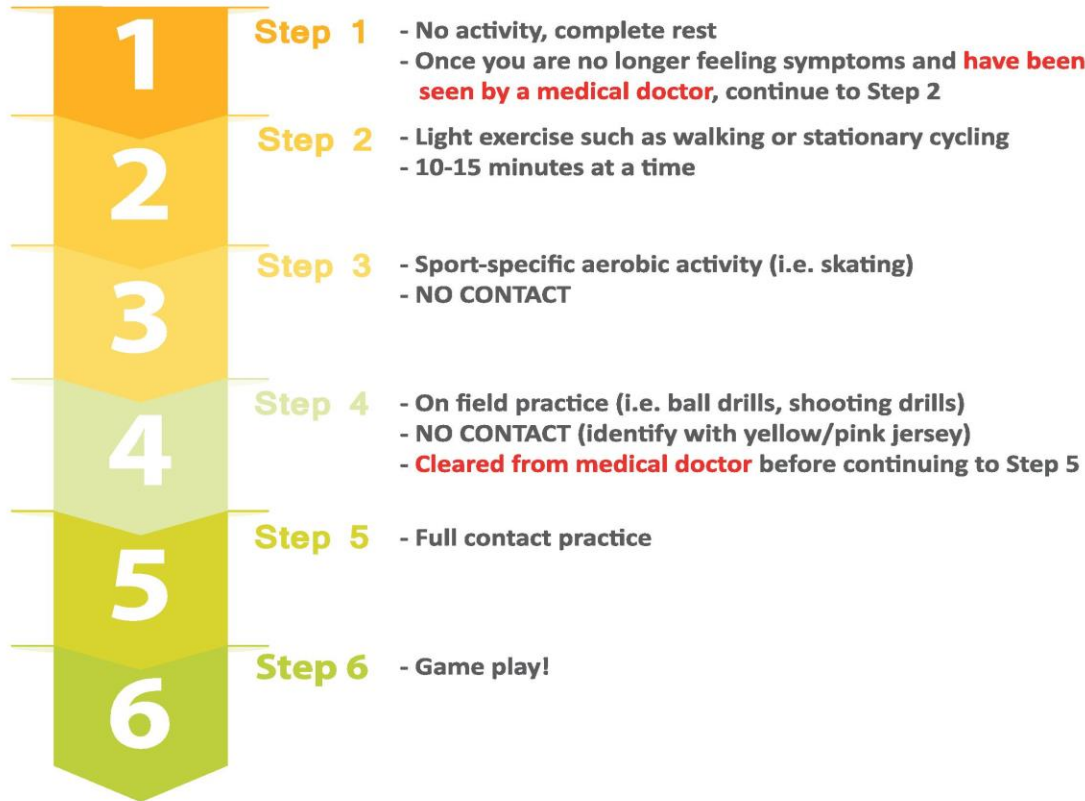 1
Step 1
- No activity, complete rest
- Once you are no longer feeling symptoms and have been
seen by a medical doctor, continue to Step 2
2
Step 2
- Light exercise such as walking or stationary cycling
- 10-15 minutes at a time
3
Step 3
- Sport-specific aerobic activity (i.e. skating)
- NO CONTACT
4
Step 4
- On field practice (i.e. ball drills, shooting drills)
- NO CONTACT (identify with yellow/pink jersey)
- Cleared from medical doctor before continuing to Step 5
5
Step 5
- Full contact practice
6
Step 6
- Game play!